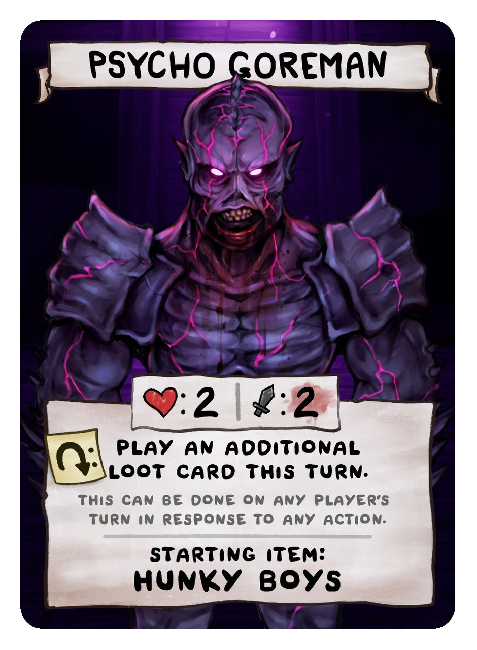 PSYCHO GOREMAN
:2 | :2
: PLAY AN ADDITIONAL
LOOT CARD THIS TURN.
THIS CAN BE DONE ON ANY PLAYER'S
TURN IN RESPONSE TO ANY ACTION.
STARTING ITEM:
HUNKY BOYS